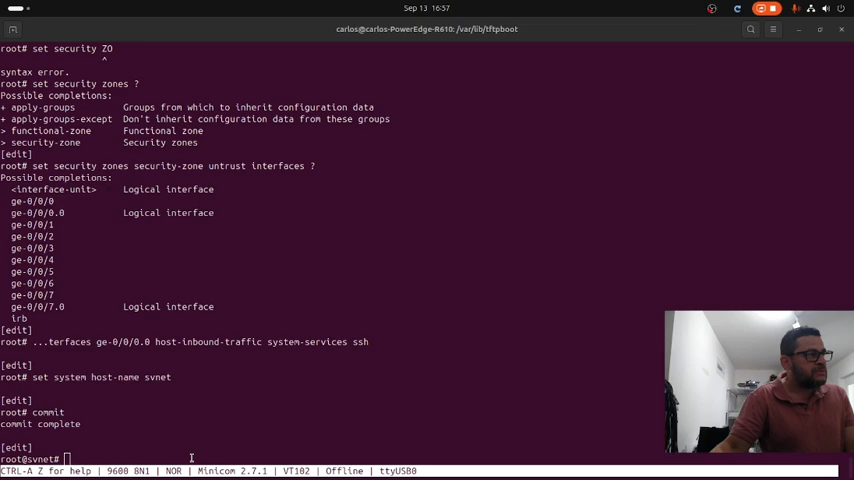 Sep 13 16:57
carlos@carlos-PowerEdge-R610: /var/lib/tftpboot
root# set security ZO
^
syntax error.
root# set security zones ?
Possible completions:
+ apply-groups Groups from which to inherit configuration data
+ apply-groups-except Don't inherit configuration data from these groups
> functional-zone Functional zone
> security-zone Security zones
[edit]
root# set security zones security-zone untrust interfaces ?
Possible completions:
<interface-unit> Logical interface
ge-0/0/0
ge-0/0/0.0 Logical interface
ge-0/0/1
ge-0/0/2
ge-0/0/3
ge-0/0/4
ge-0/0/5
ge-0/0/6
ge-0/0/7
ge-0/0/7.0 Logical interface
irb
[edit]
root# ...terfaces ge-0/0/0.0 host-inbound-traffic system-services ssh
[edit]
root# set system host-name svnet
[edit]
root# commit
commit complete
[edit]
root@svnet#
CTRL-A Z for help | 9600 8N1 | NOR | Minicom 2.7.1 | VT102 | Offline | ttyUSB0